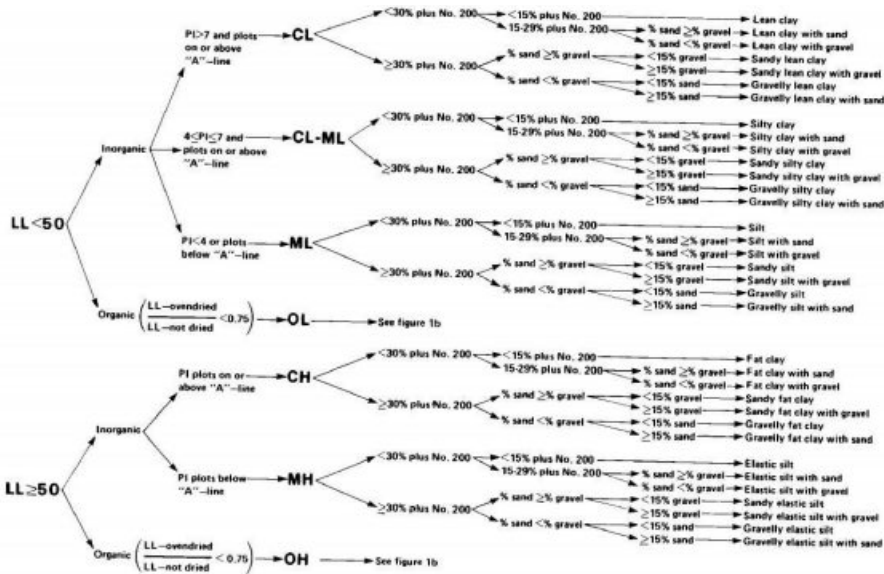 <30% plus No. 200 <15% plus No. 200 Lean clay
PI>7 and plots on or above "A"-line CL 15-29% plus No. 200 % sand ≥% gravel Lean clay with sand
% sand <% gravel Lean clay with gravel
≥30% plus No. 200 % sand ≥% gravel <15% gravel Sandy lean clay
≥15% gravel Sandy lean clay with gravel
% sand <% gravel <15% sand Gravelly lean clay
≥15% sand Gravelly lean clay with sand
<30% plus No. 200 <15% plus No. 200 Silty clay
15-29% plus No. 200 % sand ≥% gravel Silty clay with sand
Inorganic 4≤PI≤7 and plots on or above "A"-line CL-ML % sand <% gravel Silty clay with gravel
≥30% plus No. 200 % sand ≥% gravel <15% gravel Sandy silty clay
≥15% gravel Sandy silty clay with gravel
% sand <% gravel <15% sand Gravelly silty clay
≥15% sand Gravelly silty clay with sand
LL<50
<30% plus No. 200 <15% plus No. 200 Silt
PI<4 or plots below "A"-line ML 15-29% plus No. 200 % sand ≥% gravel Silt with sand
% sand <% gravel Silt with gravel
≥30% plus No. 200 % sand ≥% gravel <15% gravel Sandy silt
≥15% gravel Sandy silt with gravel
% sand <% gravel <15% sand Gravelly silt
≥15% sand Gravelly silt with sand
Organic (LL-ovendried / LL-not dried <0.75) OL See figure 1b
<30% plus No. 200 <15% plus No. 200 Fat clay
PI plots on or above "A"-line CH 15-29% plus No. 200 % sand ≥% gravel Fat clay with sand
% sand <% gravel Fat clay with gravel
≥30% plus No. 200 % sand ≥% gravel <15% gravel Sandy fat clay
≥15% gravel Sandy fat clay with gravel
% sand <% gravel <15% sand Gravelly fat clay
Inorganic ≥15% sand Gravelly fat clay with sand
<30% plus No. 200 <15% plus No. 200 Elastic silt
15-29% plus No. 200 % sand ≥% gravel Elastic silt with sand
LL≥50 PI plots below "A"-line MH % sand <% gravel Elastic silt with gravel
≥30% plus No. 200 % sand ≥% gravel <15% gravel Sandy elastic silt
≥15% gravel Sandy elastic silt with gravel
% sand <% gravel <15% sand Gravelly elastic silt
≥15% sand Gravelly elastic silt with sand
Organic (LL-ovendried / LL-not dried <0.75) OH See figure 1b